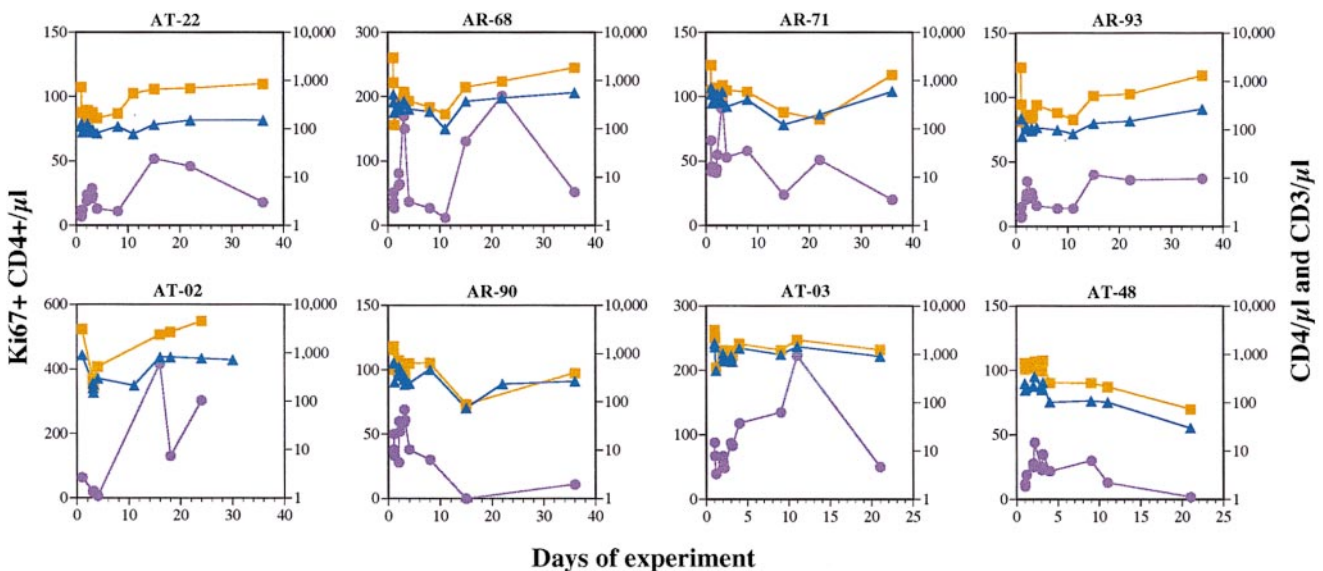 AT-22 AR-68 AR-71 AR-93
150 10,000 300 10,000 150 10,000 150 10,000
100 1,000 200 1,000 100 1,000 100 1,000
100 100 100 100
50 10 100 10 50 10 50 10
0 1 0 1 0 1 0 1
0 10 20 30 40 0 10 20 30 40 0 10 20 30 40 0 10 20 30 40
Ki67+ CD4+/µl
CD4/µl and CD3/µl
AT-02 AR-90 AT-03 AT-48
600 10,000 150 10,000 300 10,000 150 10,000
400 1,000 100 1,000 200 1,000 100 1,000
100 100 100 100
200 10 50 10 100 10 50 10
0 1 0 1 0 1 0 1
0 10 20 30 40 0 10 20 30 40 0 5 10 15 20 25 0 5 10 15 20 25
Days of experiment